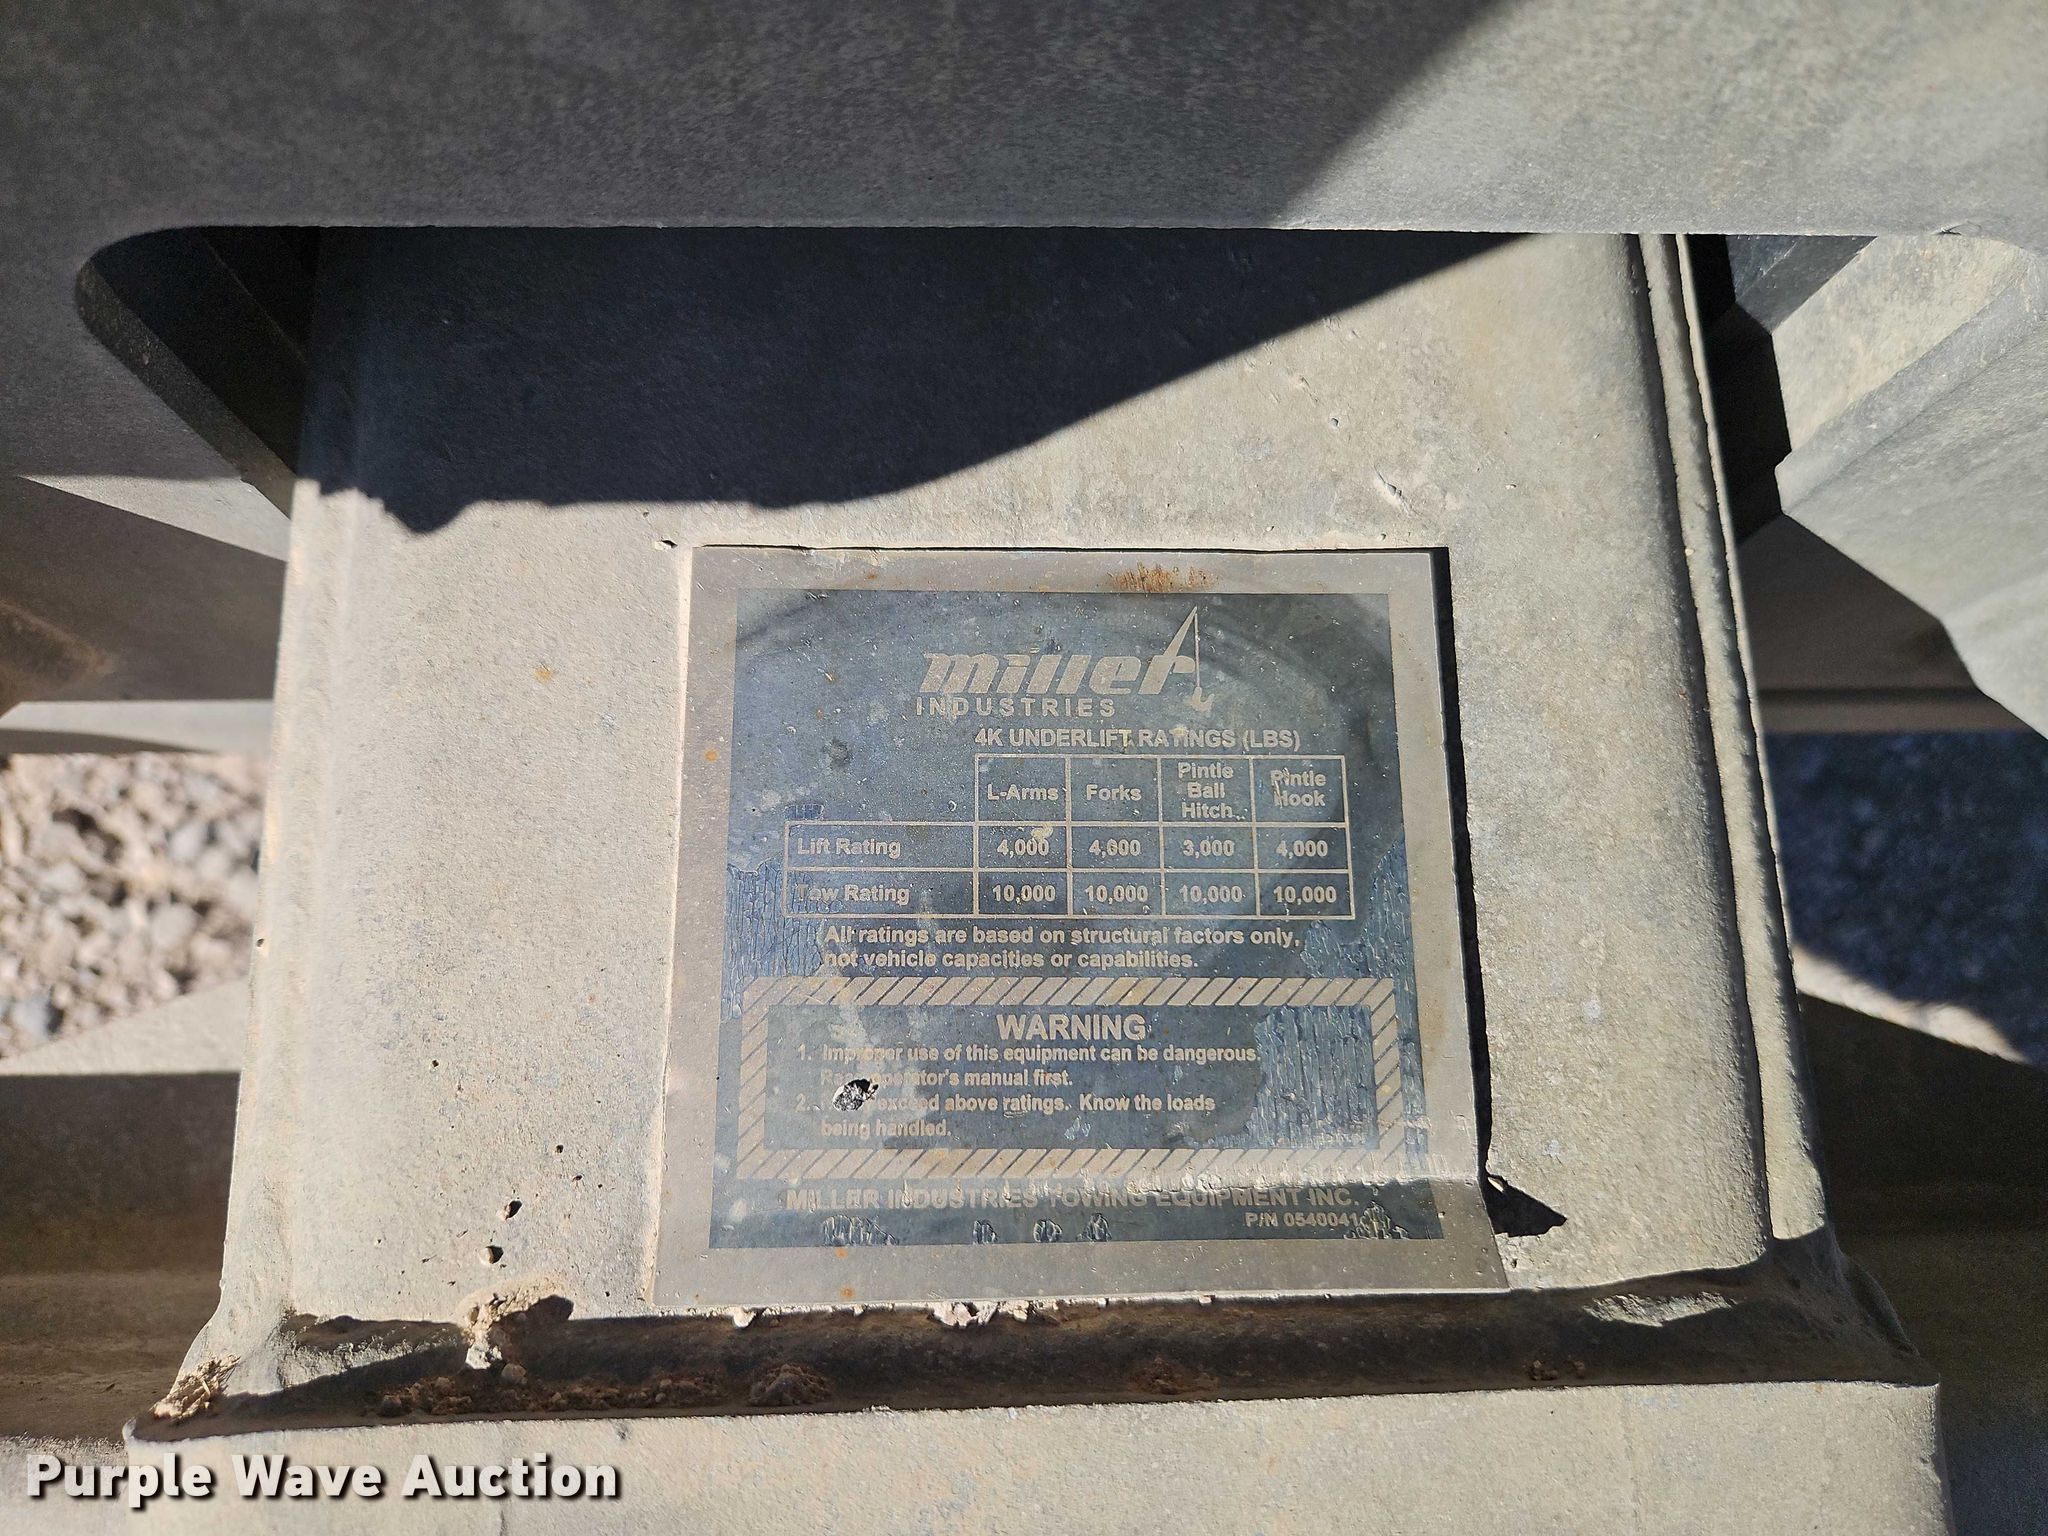 miller
INDUSTRIES
4K UNDERLIFT RATINGS (LBS)
L-Arms Forks Pintle Ball Hitch Pintle Hook
Lift Rating 4,000 4,000 3,000 4,000
Tow Rating 10,000 10,000 10,000 10,000
All ratings are based on structural factors only,
not vehicle capacities or capabilities.
WARNING
1. Improper use of this equipment can be dangerous.
Read operator's manual first.
2. exceed above ratings. Know the loads
being handled.
MILLER INDUSTRIES TOWING EQUIPMENT INC.
P/N 0540041
Purple Wave Auction